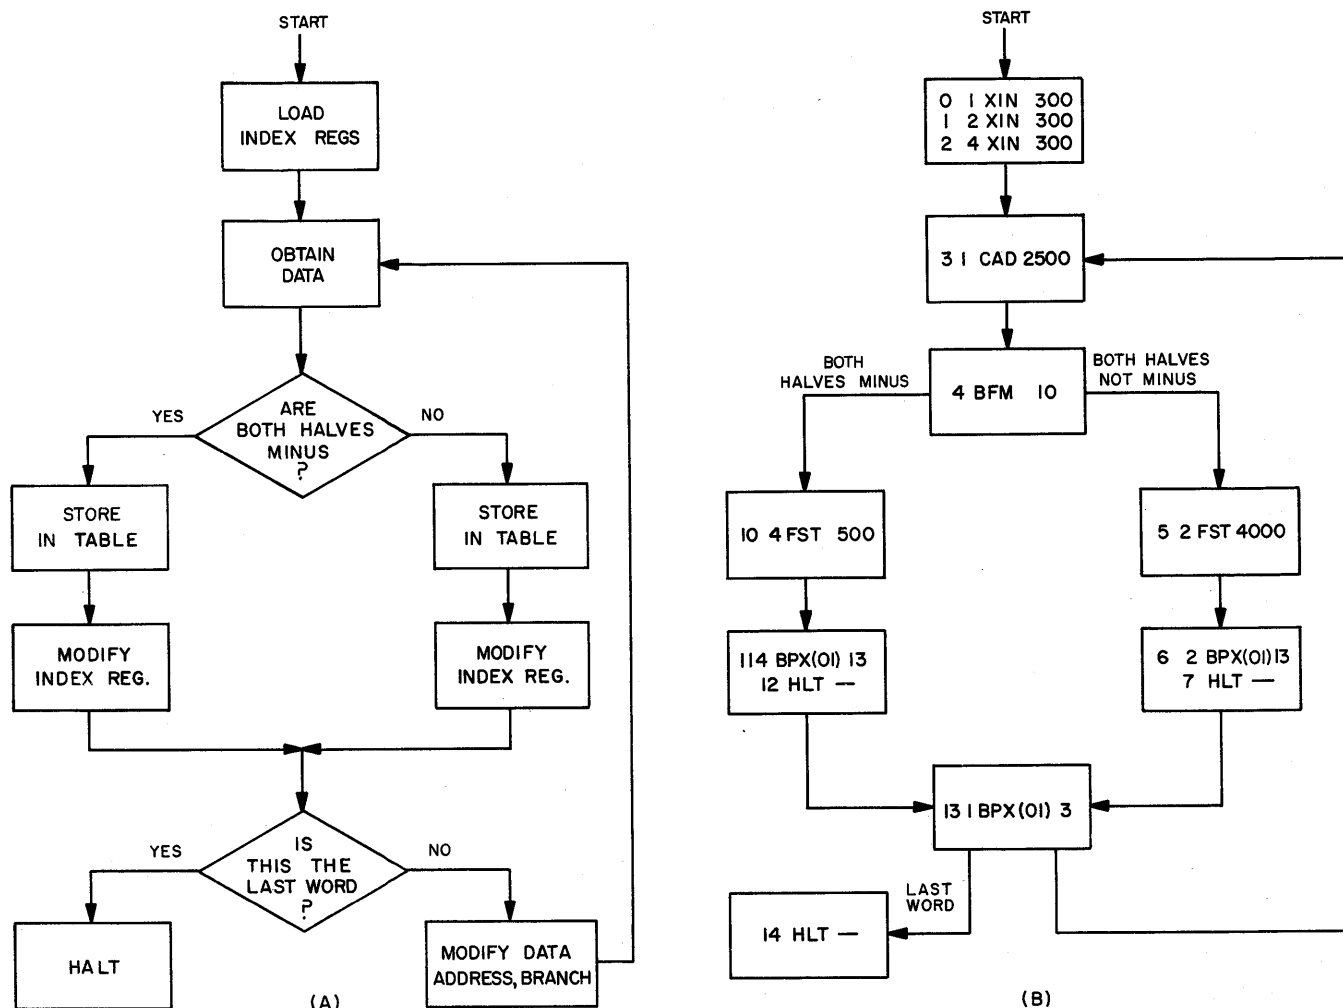 START
LOAD
INDEX REGS
OBTAIN
DATA
ARE
BOTH HALVES
MINUS
?
YES
NO
STORE
IN TABLE
STORE
IN TABLE
MODIFY
INDEX REG.
MODIFY
INDEX REG.
IS
THIS THE
LAST WORD
?
YES
NO
HALT
MODIFY DATA
ADDRESS, BRANCH
(A)
START
0 1 XIN 300
1 2 XIN 300
2 4 XIN 300
3 1 CAD 2500
4 BFM 10
BOTH
HALVES MINUS
BOTH HALVES
NOT MINUS
10 4 FST 500
5 2 FST 4000
11 4 BPX(01) 13
12 HLT —
6 2 BPX(01) 13
7 HLT —
13 1 BPX(01) 3
LAST
WORD
14 HLT —
(B)